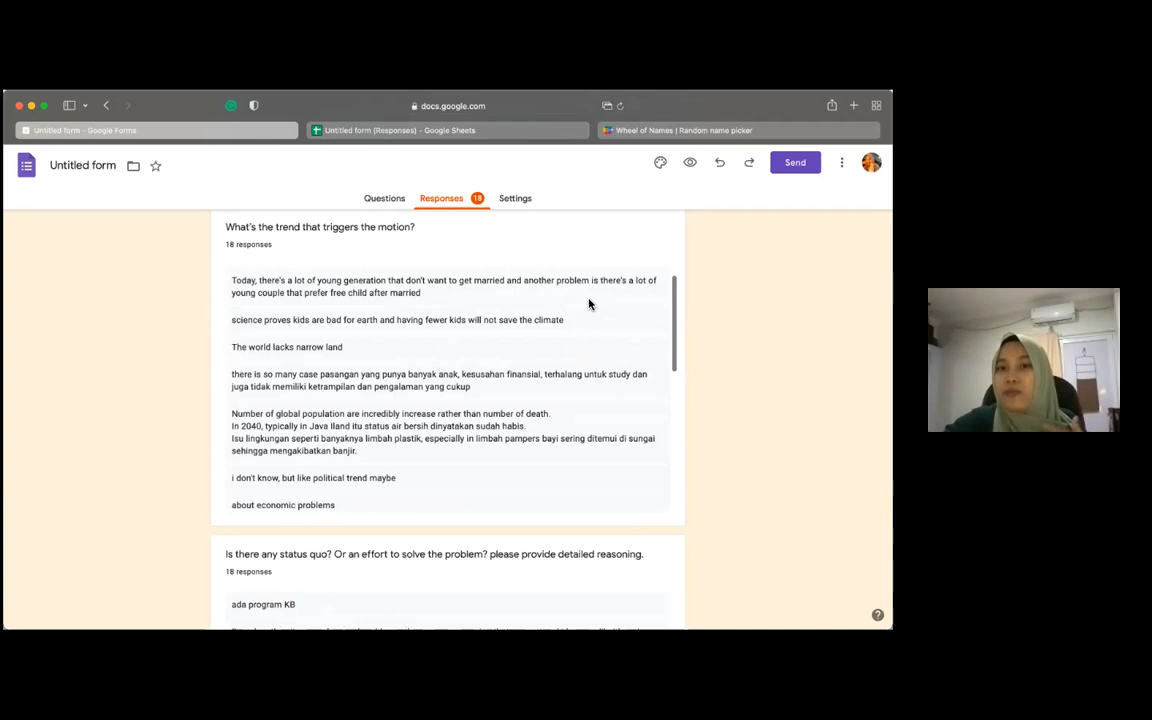 docs.google.com
Untitled form - Google Forms
Untitled form (Responses) - Google Sheets
Wheel of Names | Random name picker
Untitled form
Send
Questions
Responses 18
Settings
What's the trend that triggers the motion?
18 responses
Today, there's a lot of young generation that don't want to get married and another problem is there's a lot of
young couple that prefer free child after married
science proves kids are bad for earth and having fewer kids will not save the climate
The world lacks narrow land
there is so many case pasangan yang punya banyak anak, kesusahan finansial, terhalang untuk study dan
juga tidak memiliki ketrampilan dan pengalaman yang cukup
Number of global population are incredibly increase rather than number of death.
In 2040, typically in Java lland itu status air bersih dinyatakan sudah habis.
Isu lingkungan seperti banyaknya limbah plastik, especially in limbah pampers bayi sering ditemui di sungai
sehingga mengakibatkan banjir.
i don't know, but like political trend maybe
about economic problems
Is there any status quo? Or an effort to solve the problem? please provide detailed reasoning.
18 responses
ada program KB